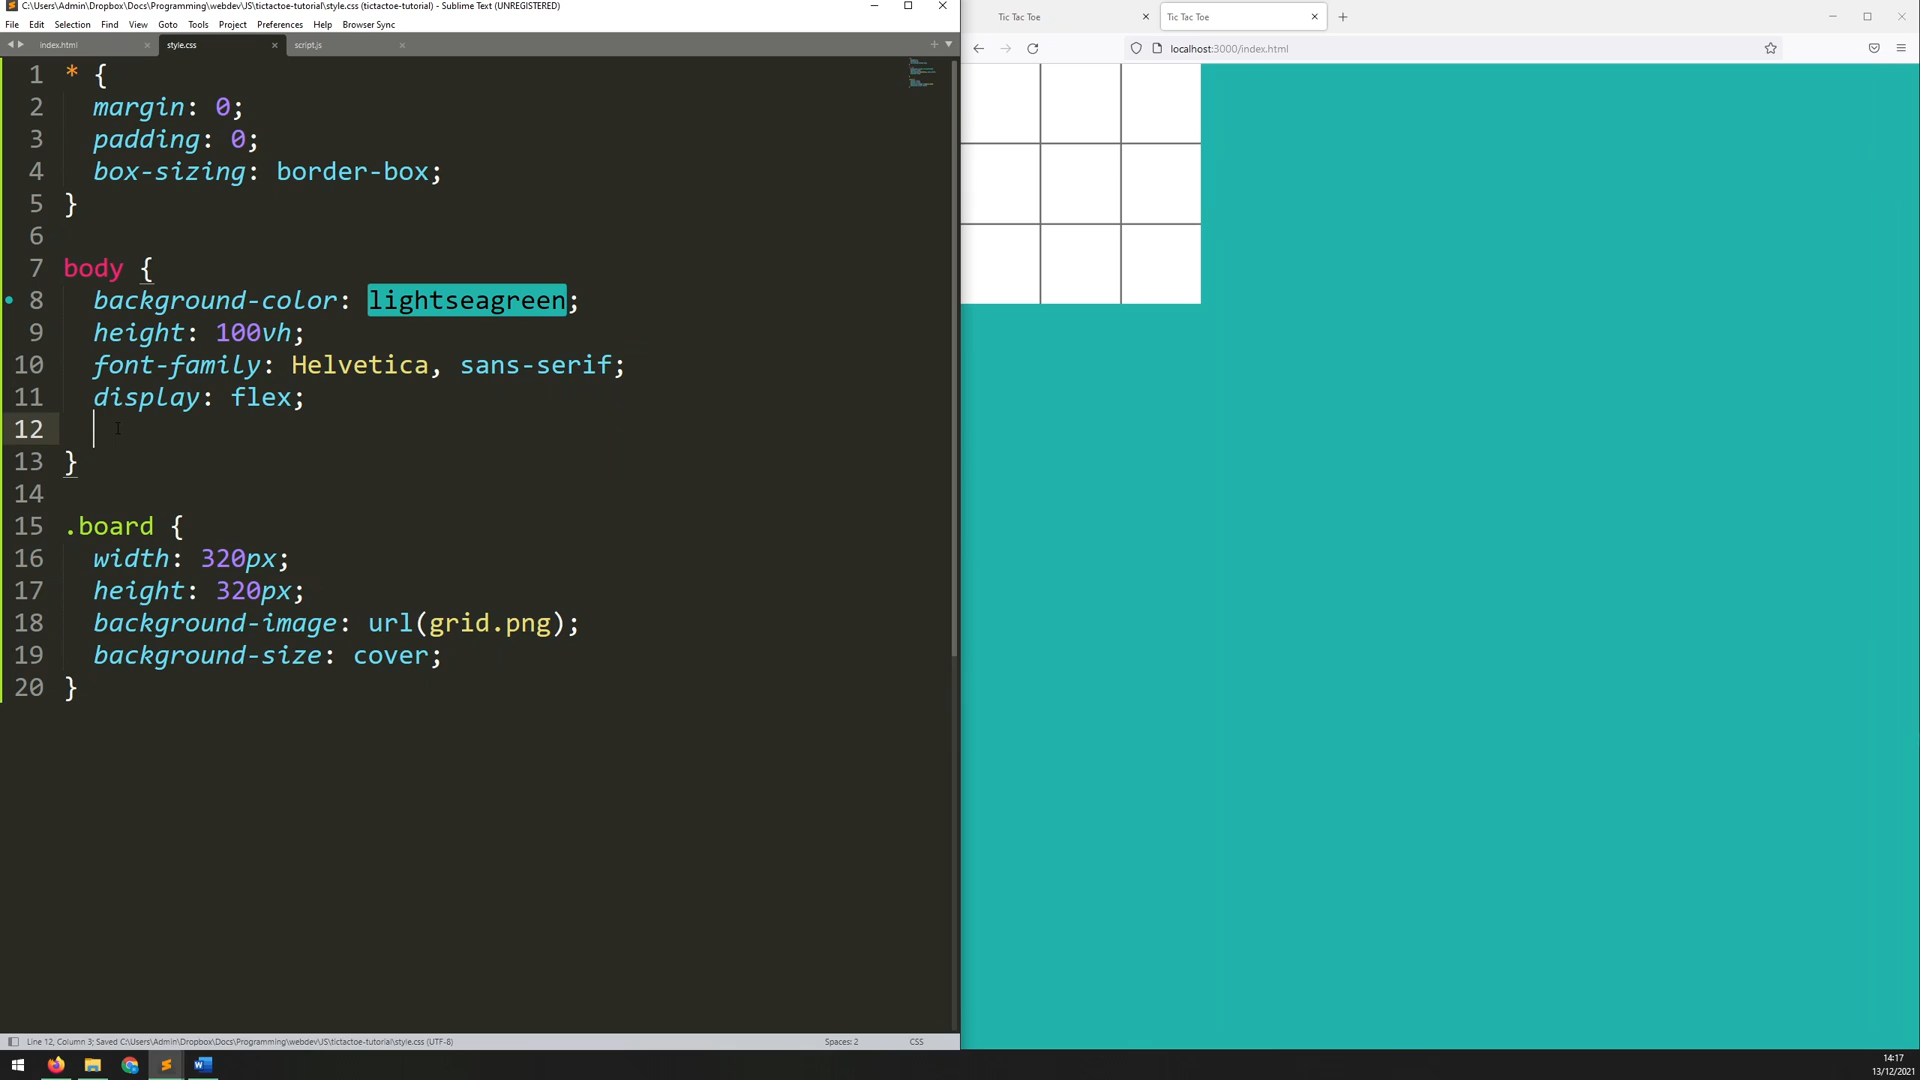 C:\Users\Admin\Dropbox\Docs\Programming\webdev\JS\tictactoe-tutorial\style.css (tictactoe-tutorial) - Sublime Text (UNREGISTERED)
File Edit Selection Find View Goto Tools Project Preferences Help Browser Sync
index.html style.css script.js
1 * {
2 margin: 0;
3 padding: 0;
4 box-sizing: border-box;
5 }
6
7 body {
8 background-color: lightseagreen;
9 height: 100vh;
10 font-family: Helvetica, sans-serif;
11 display: flex;
12
13 }
14
15 .board {
16 width: 320px;
17 height: 320px;
18 background-image: url(grid.png);
19 background-size: cover;
20 }
Line 12, Column 3; Saved C:\Users\Admin\Dropbox\Docs\Programming\webdev\JS\tictactoe-tutorial\style.css (UTF-8) Spaces: 2 CSS
Tic Tac Toe Tic Tac Toe
localhost:3000/index.html
14:17
13/12/2021